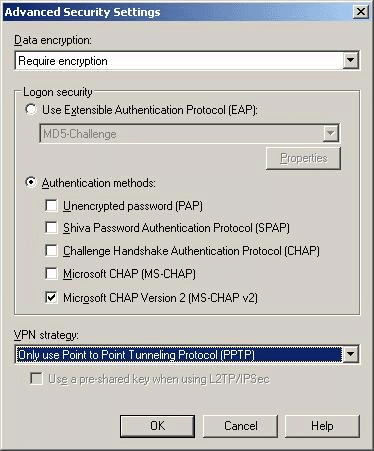 Advanced Security Settings
Data encryption:
Require encryption
Logon security
Use Extensible Authentication Protocol (EAP):
MD5-Challenge
Properties
Authentication methods:
Unencrypted password (PAP)
Shiva Password Authentication Protocol (SPAP)
Challenge Handshake Authentication Protocol (CHAP)
Microsoft CHAP (MS-CHAP)
Microsoft CHAP Version 2 (MS-CHAP v2)
VPN strategy:
Only use Point to Point Tunneling Protocol (PPTP)
Use a pre-shared key when using L2TP/IPSec
OK
Cancel
Help